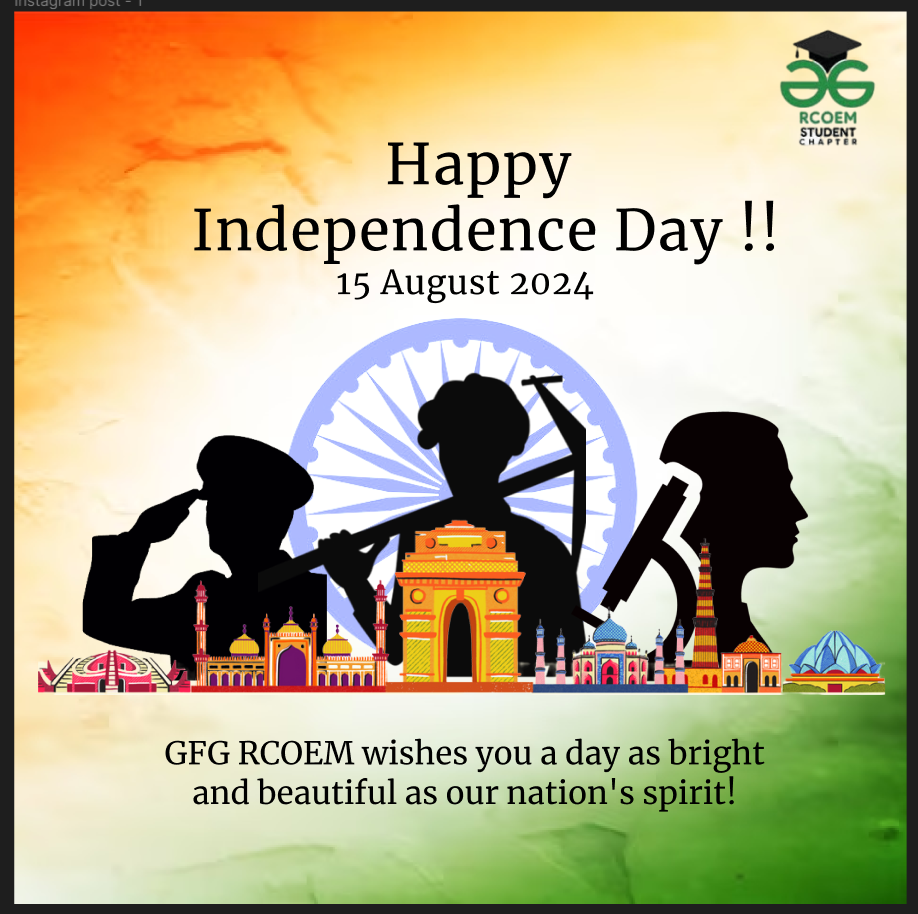 Instagram post - 1
RCOEM
STUDENT
CHAPTER
Happy
Independence Day !!
15 August 2024
GFG RCOEM wishes you a day as bright
and beautiful as our nation's spirit!